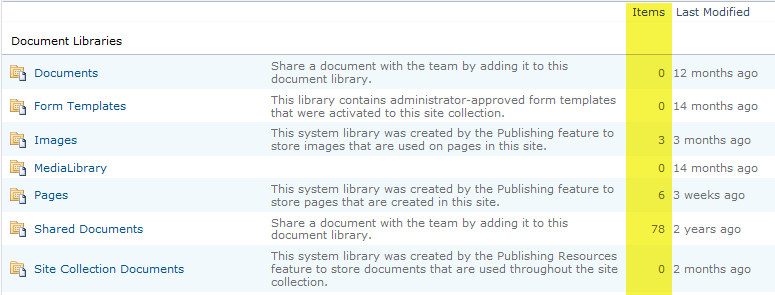 Items Last Modified
Document Libraries
Documents Share a document with the team by adding it to this document library. 0 12 months ago
Form Templates This library contains administrator-approved form templates that were activated to this site collection. 0 14 months ago
Images This system library was created by the Publishing feature to store images that are used on pages in this site. 3 3 months ago
MediaLibrary 0 14 months ago
Pages This system library was created by the Publishing feature to store pages that are created in this site. 6 3 weeks ago
Shared Documents Share a document with the team by adding it to this document library. 78 2 years ago
Site Collection Documents This system library was created by the Publishing Resources feature to store documents that are used throughout the site collection. 0 2 months ago